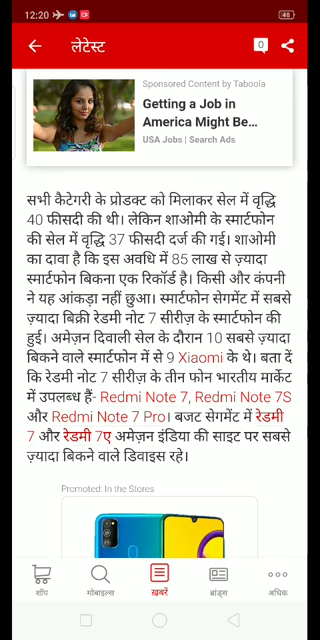 12:20
48
लेटेस्ट
0
Sponsored Content by Taboola
Getting a Job in
America Might Be...
USA Jobs | Search Ads
सभी कैटेगरी के प्रोडक्ट को मिलाकर सेल में वृद्धि
40 फीसदी की थी। लेकिन शाओमी के स्मार्टफोन
की सेल में वृद्धि 37 फीसदी दर्ज की गई। शाओमी
का दावा है कि इस अवधि में 85 लाख से ज़्यादा
स्मार्टफोन बिकना एक रिकॉर्ड है। किसी और कंपनी
ने यह आंकड़ा नहीं छुआ। स्मार्टफोन सेगमेंट में सबसे
ज़्यादा बिक्री रेडमी नोट 7 सीरीज़ के स्मार्टफोन की
हुई। अमेज़न दिवाली सेल के दौरान 10 सबसे ज़्यादा
बिकने वाले स्मार्टफोन में से 9 Xiaomi के थे। बता दें
कि रेडमी नोट 7 सीरीज के तीन फोन भारतीय मार्केट
में उपलब्ध हैं- Redmi Note 7, Redmi Note 7S
और Redmi Note 7 Pro। बजट सेगमेंट में रेडमी
7 और रेडमी 7ए अमेज़न इंडिया की साइट पर सबसे
ज़्यादा बिकने वाले डिवाइस रहे।
Promoted: In the Stores
शॉप मोबाइल्स ख़बरें ब्रांड्स अधिक